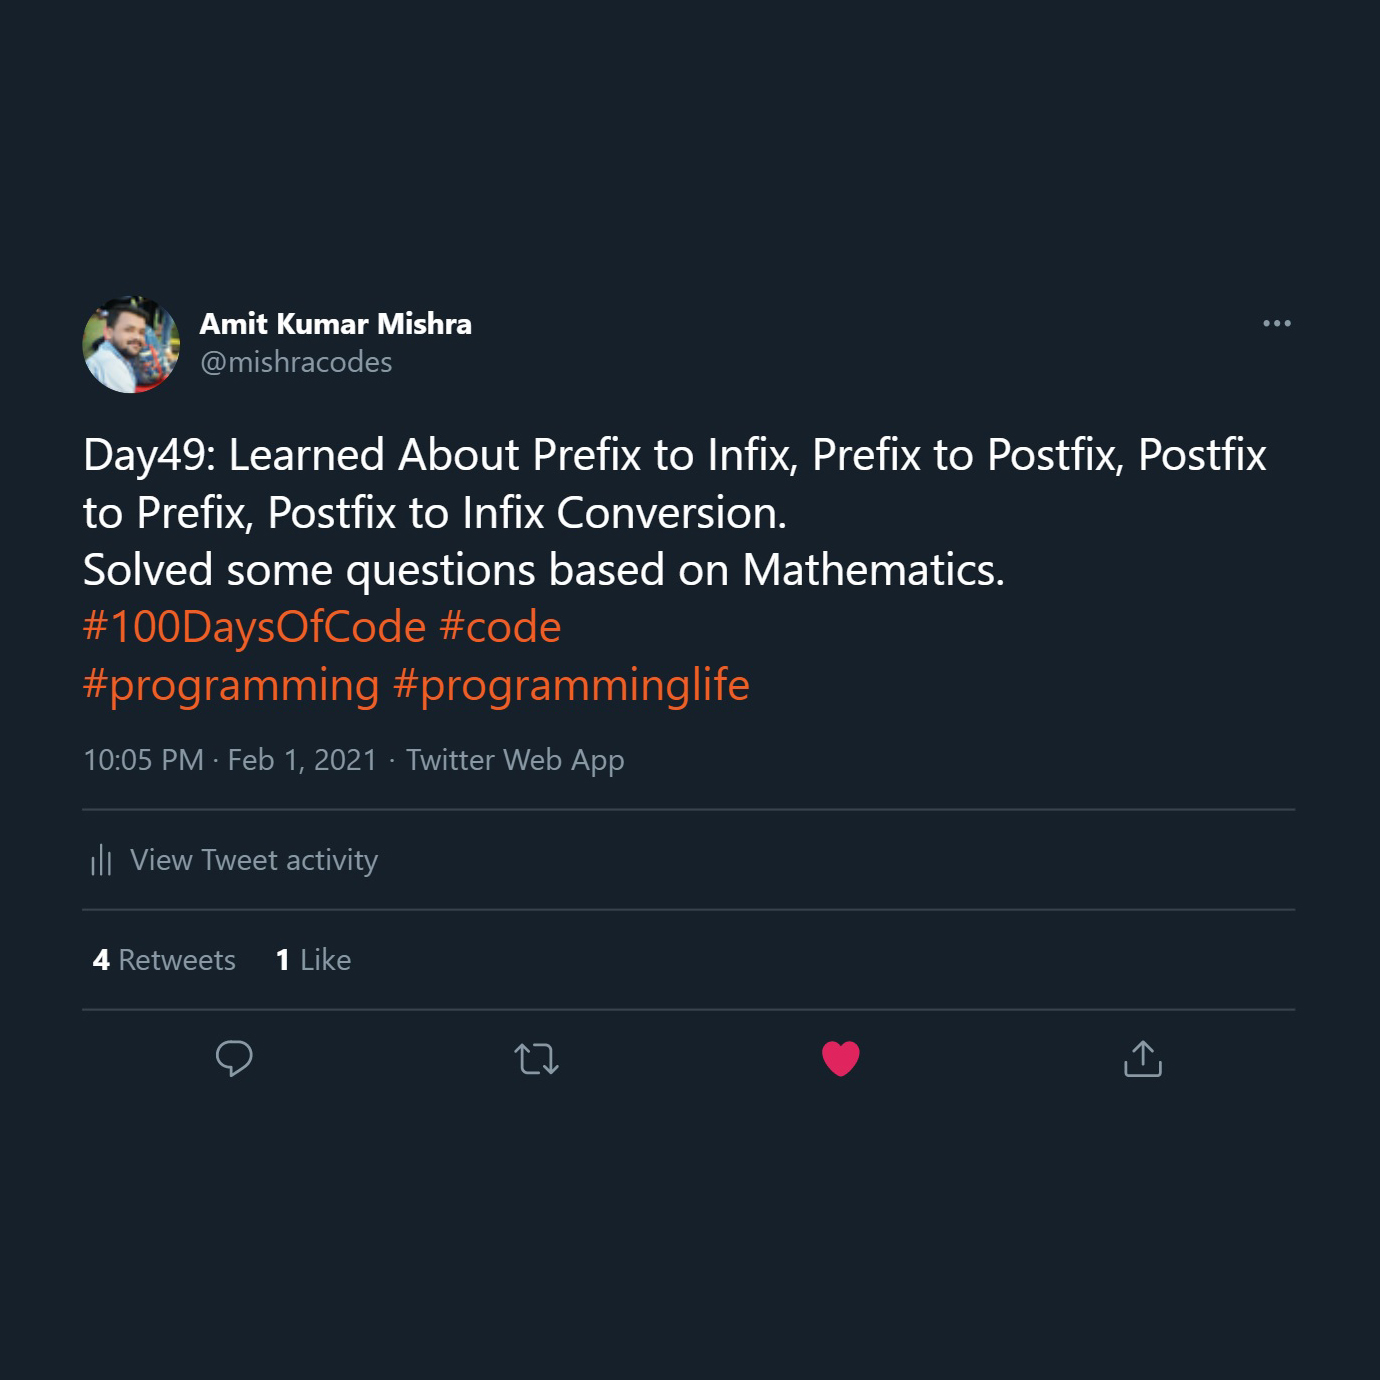 Amit Kumar Mishra
@mishracodes
Day49: Learned About Prefix to Infix, Prefix to Postfix, Postfix
to Prefix, Postfix to Infix Conversion.
Solved some questions based on Mathematics.
#100DaysOfCode #code
#programming #programminglife
10:05 PM · Feb 1, 2021 · Twitter Web App
View Tweet activity
4 Retweets 1 Like